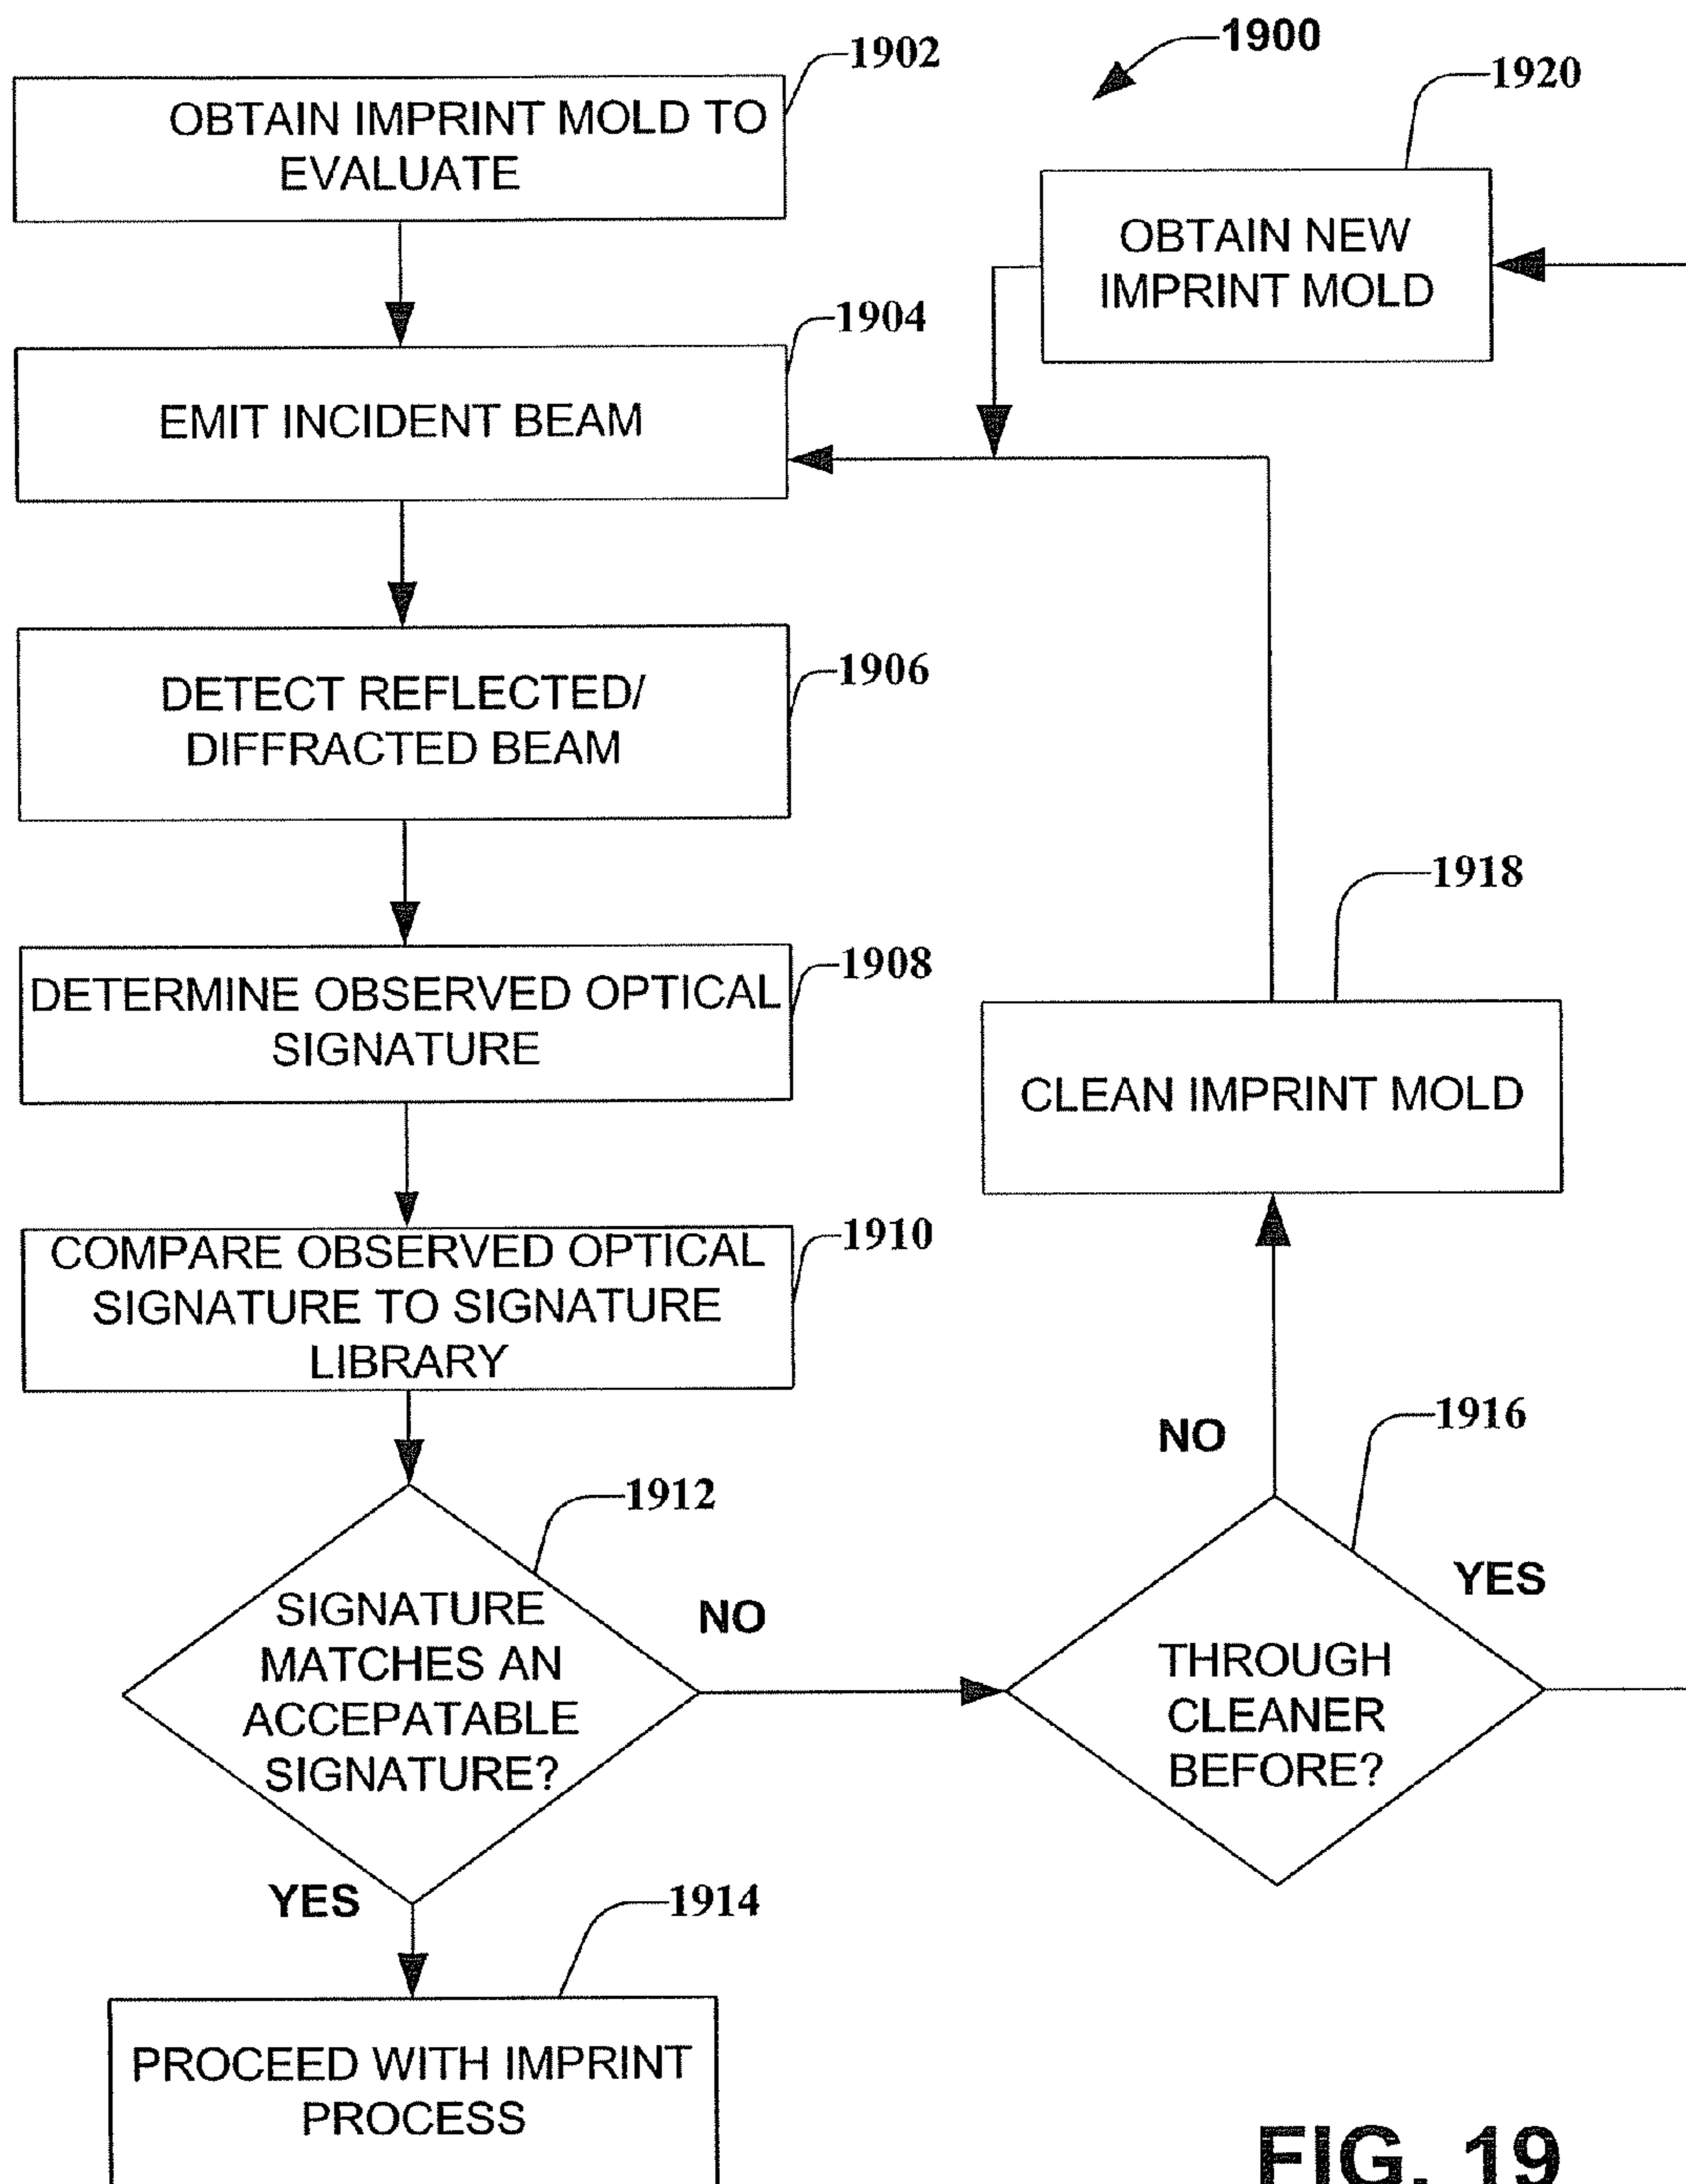 1900
1902
OBTAIN IMPRINT MOLD TO
EVALUATE
1920
OBTAIN NEW
IMPRINT MOLD
1904
EMIT INCIDENT BEAM
1906
DETECT REFLECTED/
DIFFRACTED BEAM
1908
DETERMINE OBSERVED OPTICAL
SIGNATURE
1918
CLEAN IMPRINT MOLD
1910
COMPARE OBSERVED OPTICAL
SIGNATURE TO SIGNATURE
LIBRARY
1912
SIGNATURE
MATCHES AN
ACCEPATABLE
SIGNATURE?
NO
YES
1916
THROUGH
CLEANER
BEFORE?
NO
YES
1914
PROCEED WITH IMPRINT
PROCESS
FIG. 19